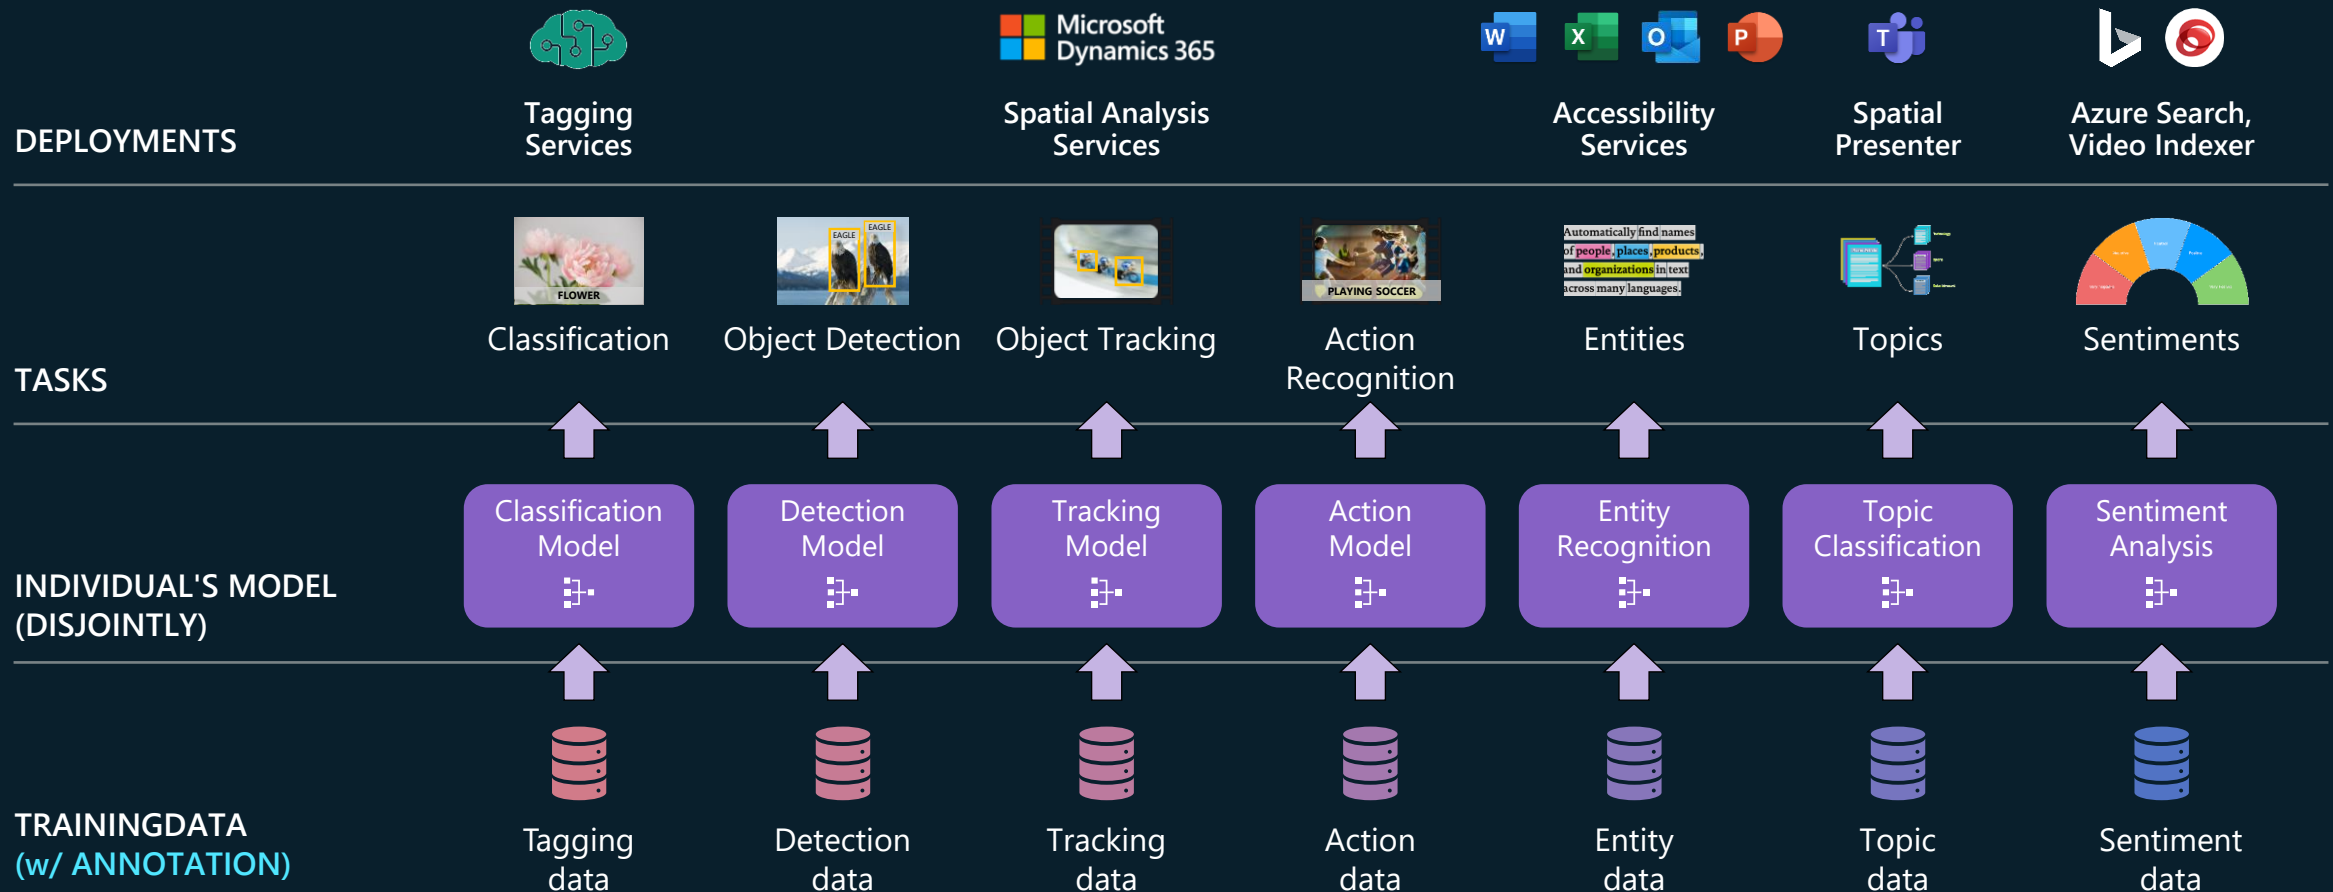 Microsoft
Dynamics 365
W
X
O
P
T
DEPLOYMENTS
Tagging
Services
Spatial Analysis
Services
Accessibility
Services
Spatial
Presenter
Azure Search,
Video Indexer
FLOWER
EAGLE
EAGLE
PLAYING SOCCER
Automatically find names
of people, places, products,
and organizations in text
across many languages.
TASKS
Classification
Object Detection
Object Tracking
Action
Recognition
Entities
Topics
Sentiments
INDIVIDUAL'S MODEL
(DISJOINTLY)
Classification
Model
Detection
Model
Tracking
Model
Action
Model
Entity
Recognition
Topic
Classification
Sentiment
Analysis
TRAININGDATA
(w/ ANNOTATION)
Tagging
data
Detection
data
Tracking
data
Action
data
Entity
data
Topic
data
Sentiment
data